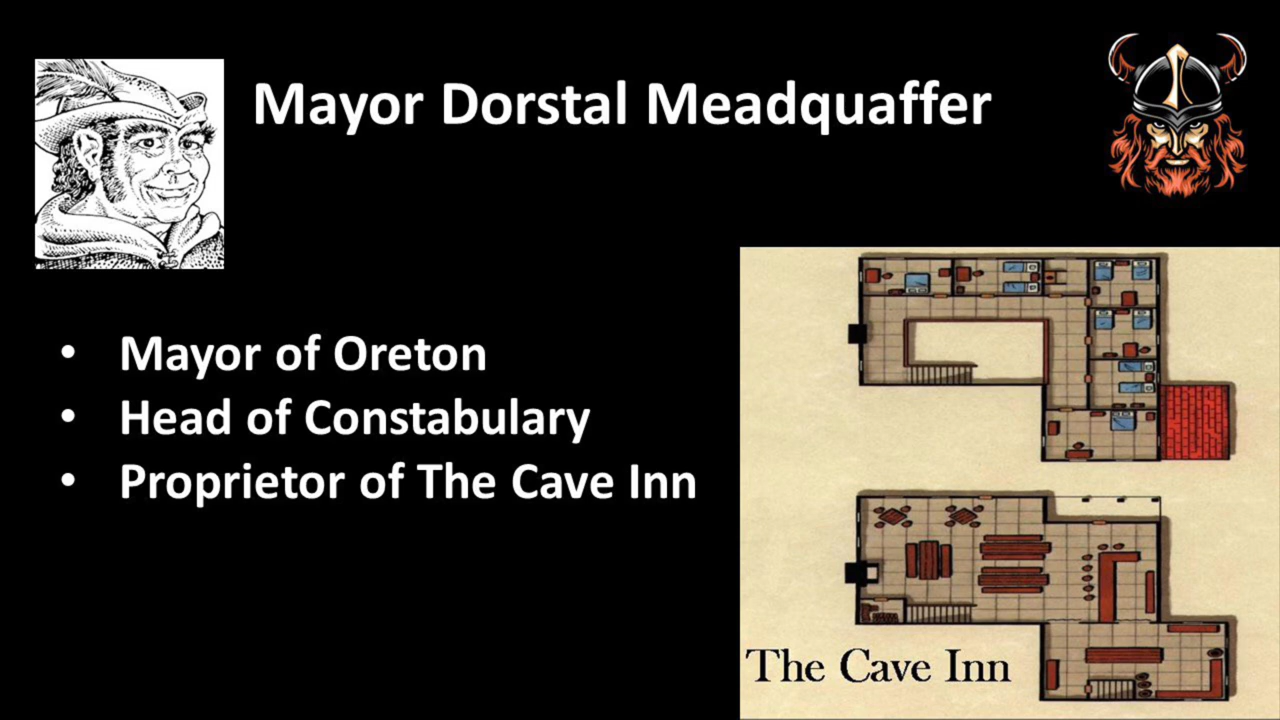 Mayor Dorstal Meadquaffer
• Mayor of Oreton
• Head of Constabulary
• Proprietor of The Cave Inn
The Cave Inn